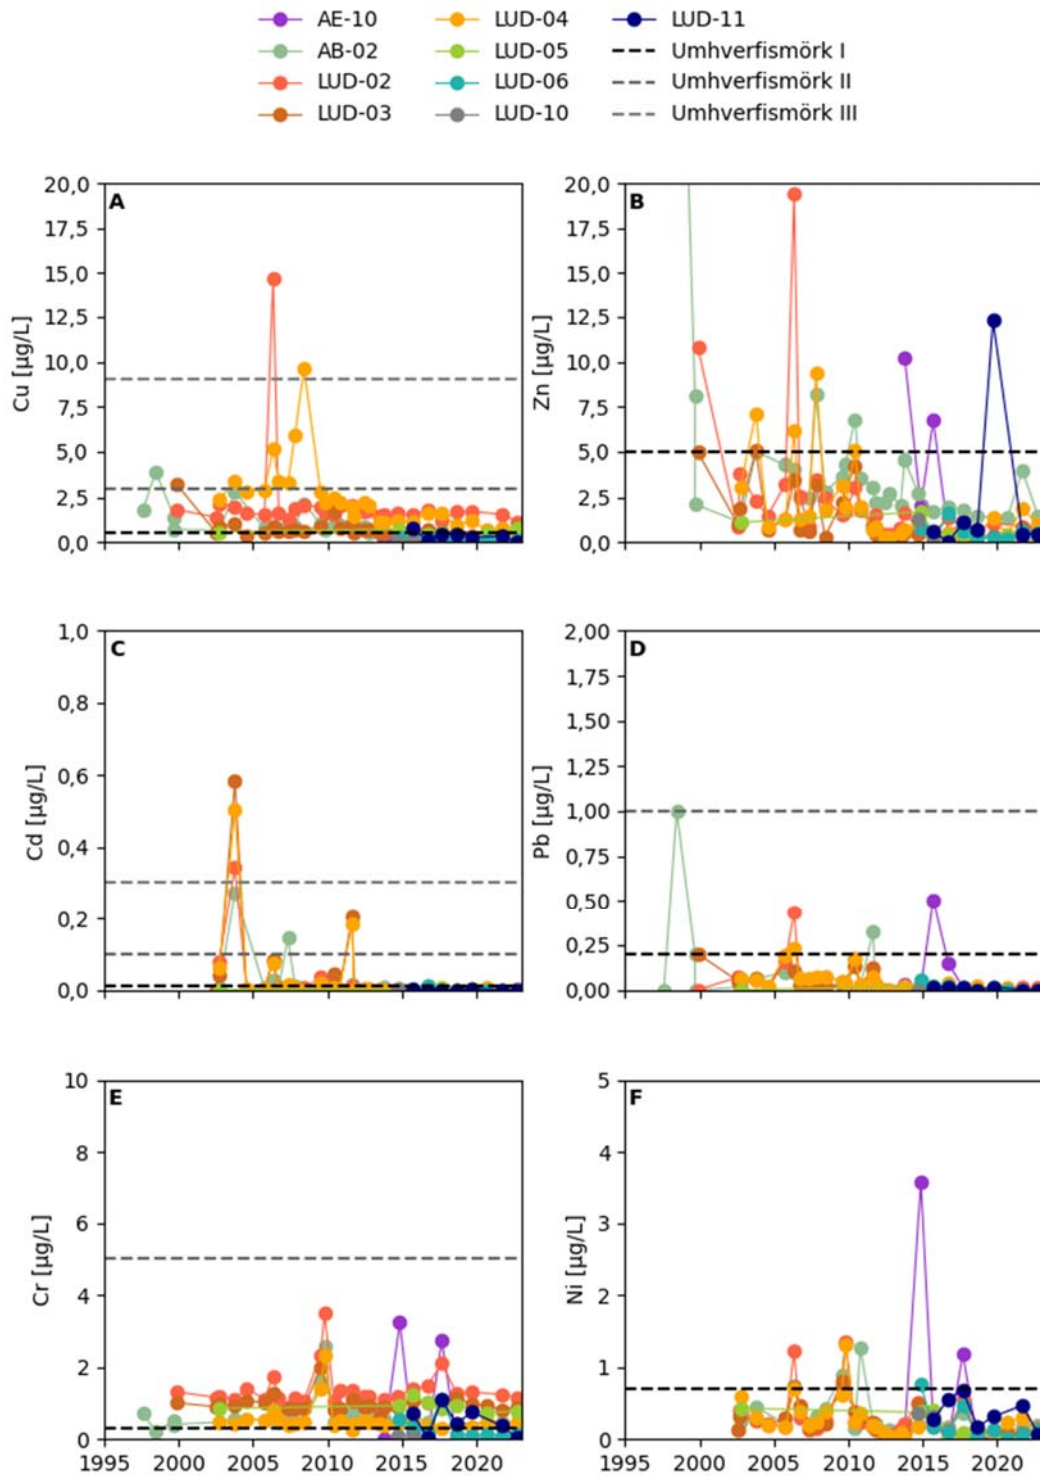 AE-10
AB-02
LUD-02
LUD-03
LUD-04
LUD-05
LUD-06
LUD-10
LUD-11
Umhverfismörk I
Umhverfismörk II
Umhverfismörk III
A
Cu [µg/L]
20,0
17,5
15,0
12,5
10,0
7,5
5,0
2,5
0,0
B
Zn [µg/L]
20,0
17,5
15,0
12,5
10,0
7,5
5,0
2,5
0,0
C
Cd [µg/L]
1,0
0,8
0,6
0,4
0,2
0,0
D
Pb [µg/L]
2,00
1,75
1,50
1,25
1,00
0,75
0,50
0,25
0,00
E
Cr [µg/L]
10
8
6
4
2
0
1995 2000 2005 2010 2015 2020
F
Ni [µg/L]
5
4
3
2
1
0
1995 2000 2005 2010 2015 2020